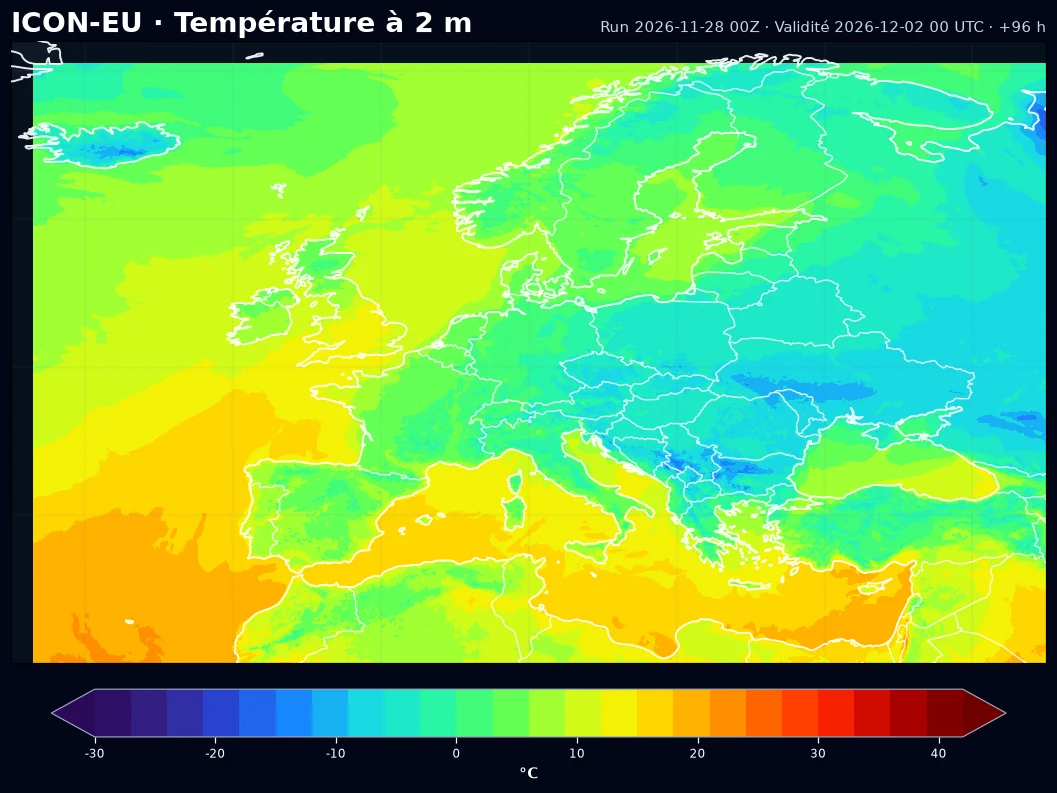 ICON-EU · Température à 2 m
Run 2026-11-28 00Z · Validité 2026-12-02 00 UTC · +96 h
-30 -20 -10 0 10 20 30 40
°C